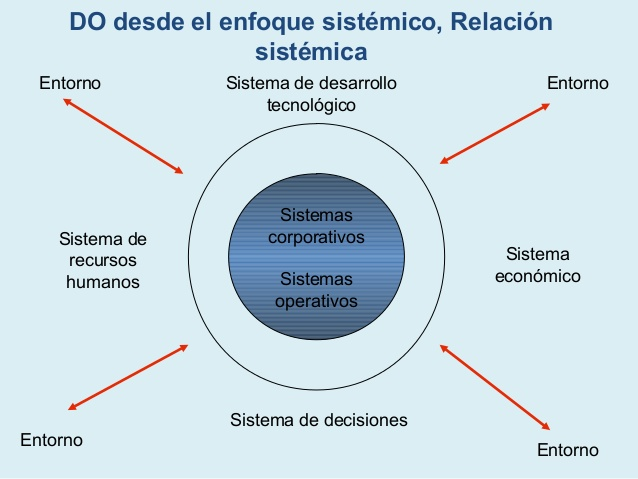 DO desde el enfoque sistémico, Relación
sistémica
Entorno
Sistema de desarrollo
tecnológico
Entorno
Sistemas
corporativos
Sistemas
operativos
Sistema de
recursos
humanos
Sistema
económico
Sistema de decisiones
Entorno
Entorno